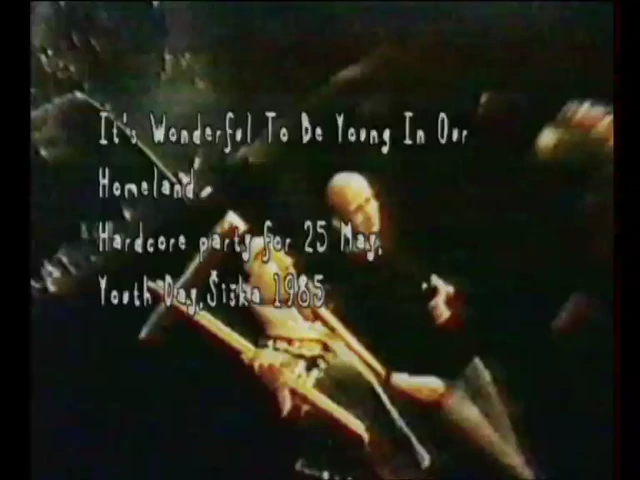 It's Wonderful To Be Young In Our
Homeland
Hardcore party for 25 May,
Youth Day,Šiška 1985